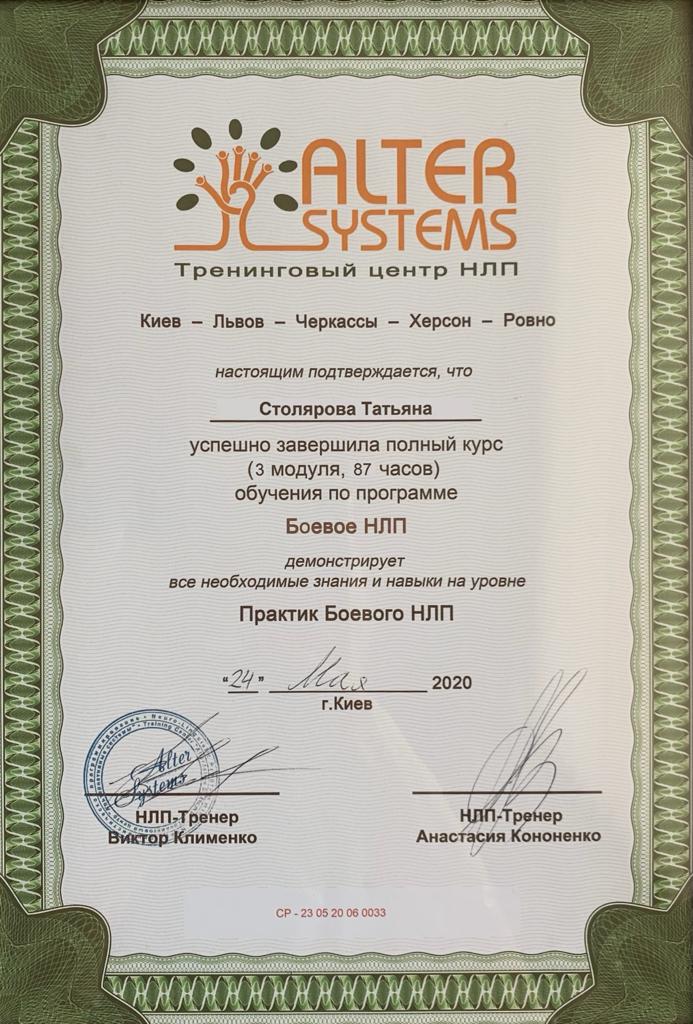 ALTER
SYSTEMS
Тренинговый центр НЛП
Киев – Львов – Черкассы – Херсон – Ровно
настоящим подтверждается, что
Столярова Татьяна
успешно завершила полный курс
(3 модуля, 87 часов)
обучения по программе
Боевое НЛП
демонстрирует
все необходимые знания и навыки на уровне
Практик Боевого НЛП
"24" Мая 2020
г.Киев
Alter
Systems
НЛП-Тренер
Виктор Клименко
НЛП-Тренер
Анастасия Кононенко
СР - 23 05 20 06 0033